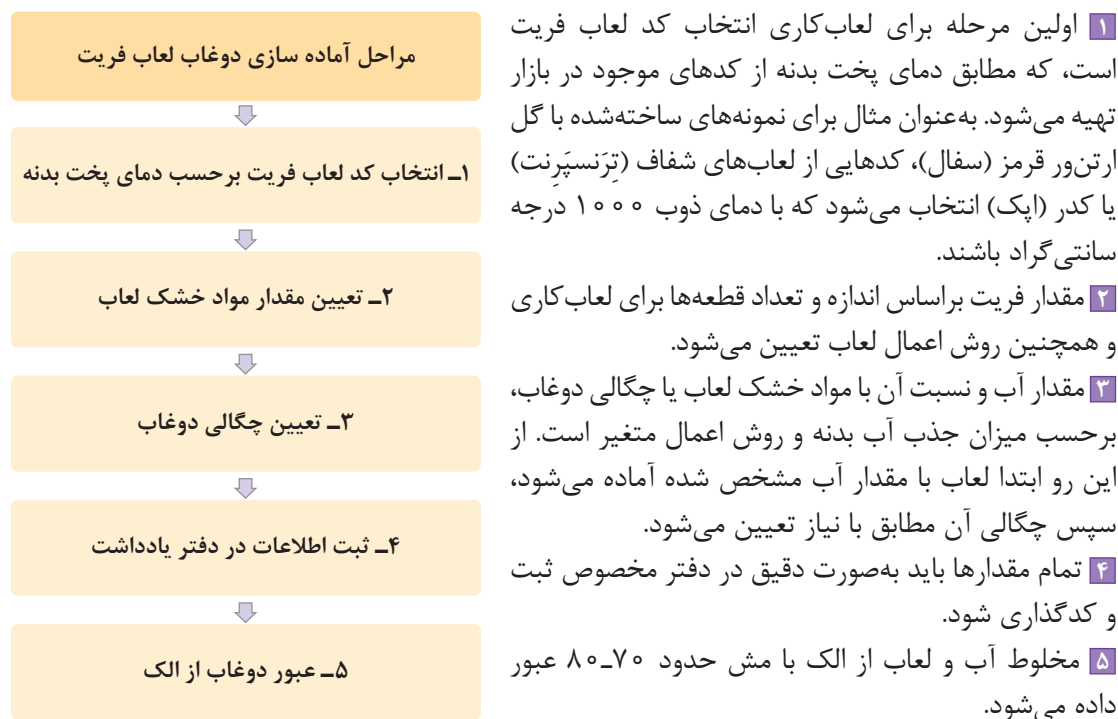 ۱ اولین مرحله برای لعاب‌کاری انتخاب کد لعاب فریت
است، که مطابق دمای پخت بدنه از کدهای موجود در بازار
تهیه می‌شود. به‌عنوان مثال برای نمونه‌های ساخته‌شده با گل
ارتن‌ور قرمز (سفال)، کدهایی از لعاب‌های شفاف (تِرَنسپَرِنت)
یا کدر (اپک) انتخاب می‌شود که با دمای ذوب ۱۰۰۰ درجه
سانتی‌گراد باشند.
۲ مقدار فریت براساس اندازه و تعداد قطعه‌ها برای لعاب‌کاری
و همچنین روش اعمال لعاب تعیین می‌شود.
۳ مقدار آب و نسبت آن با مواد خشک لعاب یا چگالی دوغاب،
برحسب میزان جذب آب بدنه و روش اعمال متغیر است. از
این رو ابتدا لعاب با مقدار آب مشخص شده آماده می‌شود،
سپس چگالی آن مطابق با نیاز تعیین می‌شود.
۴ تمام مقدارها باید به‌صورت دقیق در دفتر مخصوص ثبت
و کدگذاری شود.
۵ مخلوط آب و لعاب از الک با مش حدود ۷۰ـ۸۰ عبور
داده می‌شود.
مراحل آماده سازی دوغاب لعاب فریت
۱ـ انتخاب کد لعاب فریت برحسب دمای پخت بدنه
۲ـ تعیین مقدار مواد خشک لعاب
۳ـ تعیین چگالی دوغاب
۴ـ ثبت اطلاعات در دفتر یادداشت
۵ـ عبور دوغاب از الک